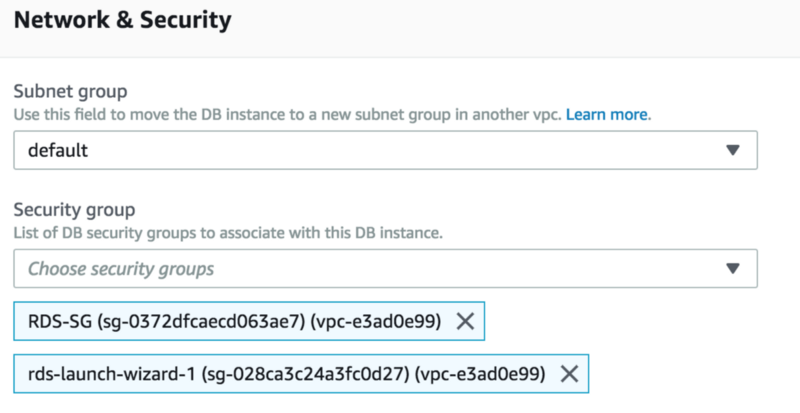 Network & Security
Subnet group
Use this field to move the DB instance to a new subnet group in another vpc. Learn more.
default
Security group
List of DB security groups to associate with this DB instance.
Choose security groups
RDS-SG (sg-0372dfcaecd063ae7) (vpc-e3ad0e99)
rds-launch-wizard-1 (sg-028ca3c24a3fc0d27) (vpc-e3ad0e99)